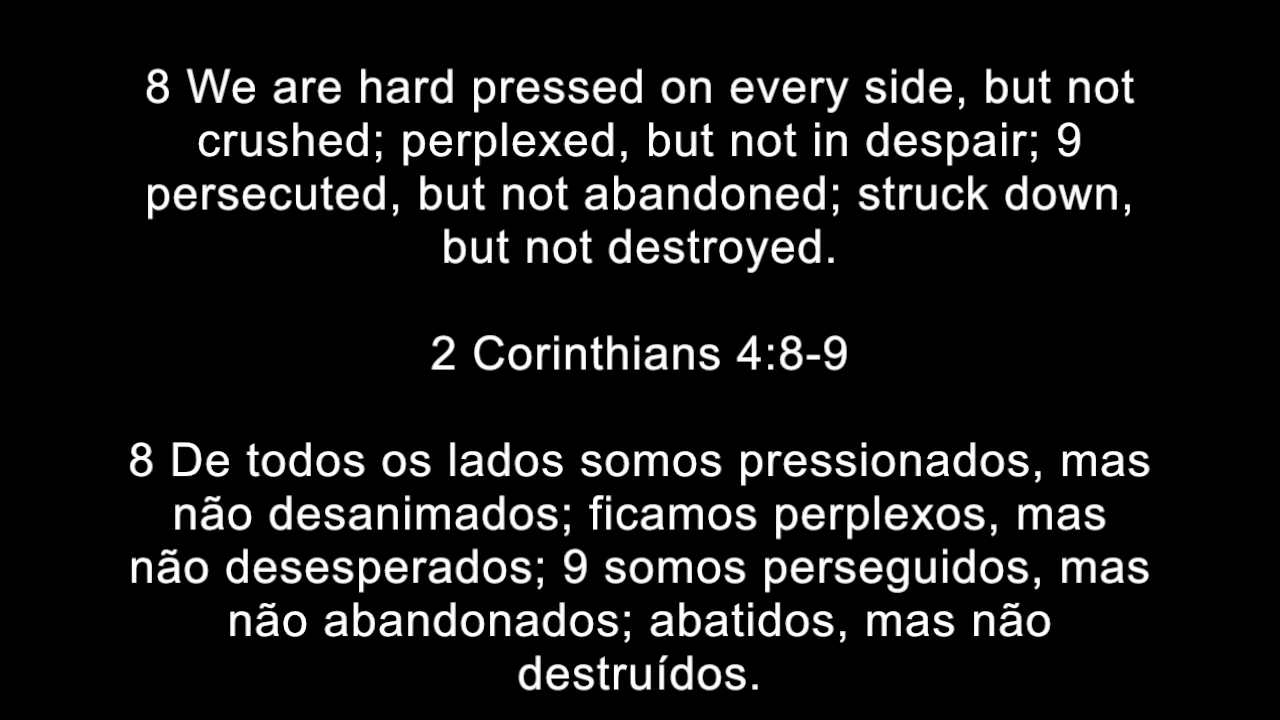 8 We are hard pressed on every side, but not
crushed; perplexed, but not in despair; 9
persecuted, but not abandoned; struck down,
but not destroyed.
2 Corinthians 4:8-9
8 De todos os lados somos pressionados, mas
não desanimados; ficamos perplexos, mas
não desesperados; 9 somos perseguidos, mas
não abandonados; abatidos, mas não
destruídos.